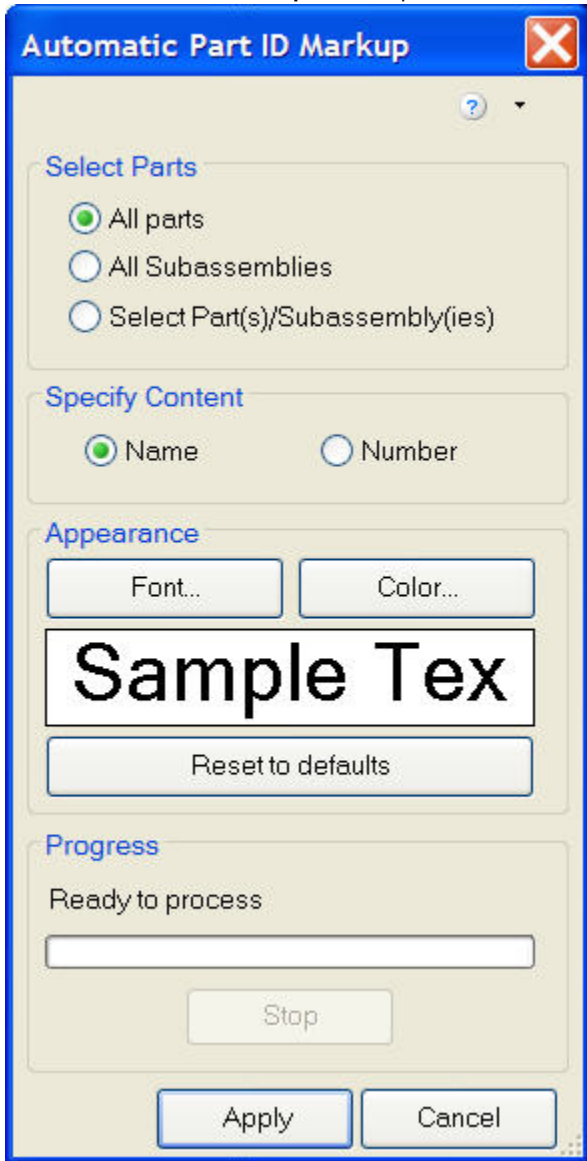 Automatic Part ID Markup
?
Select Parts
All parts
All Subassemblies
Select Part(s)/Subassembly(ies)
Specify Content
Name Number
Appearance
Font... Color...
Sample Tex
Reset to defaults
Progress
Ready to process
Stop
Apply Cancel